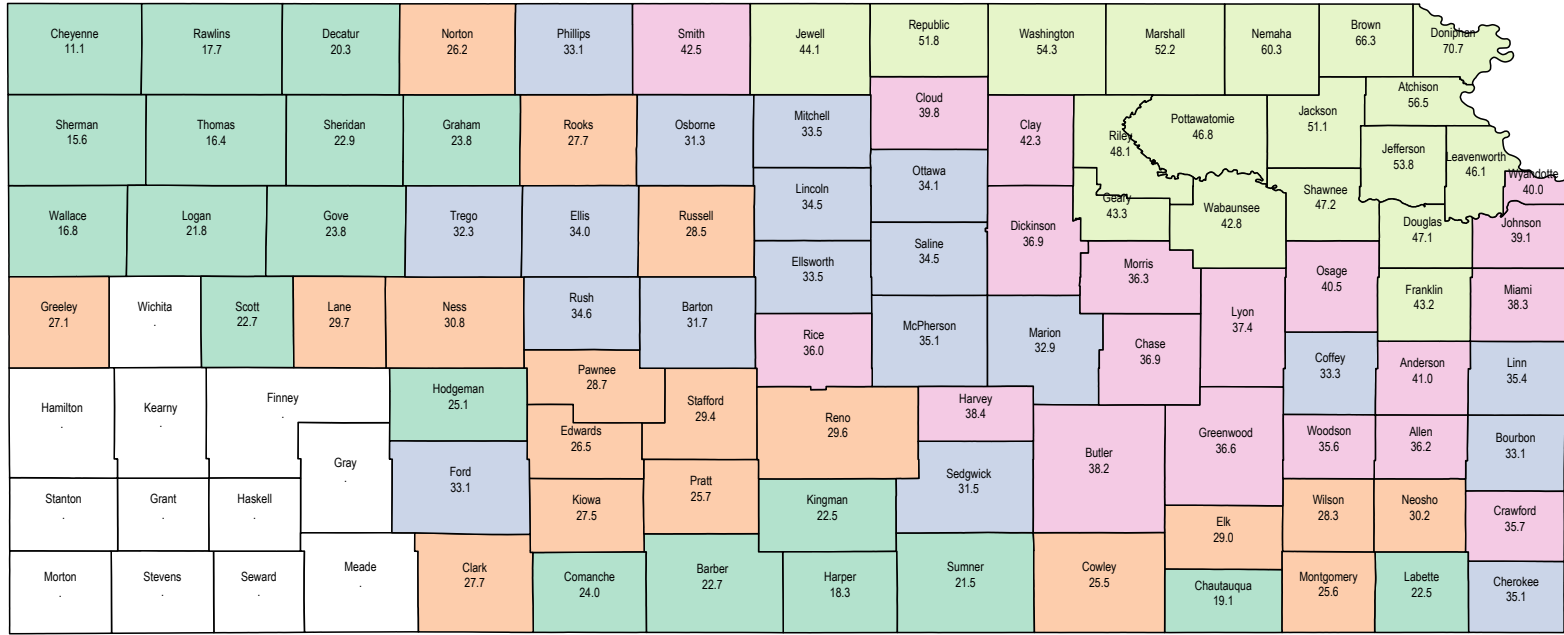 Cheyenne
11.1
Rawlins
17.7
Decatur
20.3
Norton
26.2
Phillips
33.1
Smith
42.5
Jewell
44.1
Republic
51.8
Washington
54.3
Marshall
52.2
Nemaha
60.3
Brown
66.3
Doniphan
70.7
Sherman
15.6
Thomas
16.4
Sheridan
22.9
Graham
23.8
Rooks
27.7
Osborne
31.3
Mitchell
33.5
Cloud
39.8
Clay
42.3
Riley
48.1
Pottawatomie
46.8
Jackson
51.1
Atchison
56.5
Jefferson
53.8
Leavenworth
46.1
Wyandotte
40.0
Wallace
16.8
Logan
21.8
Gove
23.8
Trego
32.3
Ellis
34.0
Russell
28.5
Lincoln
34.5
Ottawa
34.1
Saline
34.5
Dickinson
36.9
Geary
43.3
Wabaunsee
42.8
Shawnee
47.2
Douglas
47.1
Johnson
39.1
Ellsworth
33.5
Morris
36.3
Osage
40.5
Franklin
43.2
Miami
38.3
Greeley
27.1
Wichita
.
Scott
22.7
Lane
29.7
Ness
30.8
Rush
34.6
Barton
31.7
Rice
36.0
McPherson
35.1
Marion
32.9
Chase
36.9
Lyon
37.4
Coffey
33.3
Anderson
41.0
Linn
35.4
Hamilton
.
Kearny
.
Finney
.
Hodgeman
25.1
Pawnee
28.7
Stafford
29.4
Reno
29.6
Harvey
38.4
Edwards
26.5
Gray
.
Ford
33.1
Kiowa
27.5
Pratt
25.7
Kingman
22.5
Sedgwick
31.5
Butler
38.2
Greenwood
36.6
Woodson
35.6
Allen
36.2
Bourbon
33.1
Stanton
.
Grant
.
Haskell
.
Elk
29.0
Wilson
28.3
Neosho
30.2
Crawford
35.7
Morton
.
Stevens
.
Seward
.
Meade
.
Clark
27.7
Comanche
24.0
Barber
22.7
Harper
18.3
Sumner
21.5
Cowley
25.5
Chautauqua
19.1
Montgomery
25.6
Labette
22.5
Cherokee
35.1